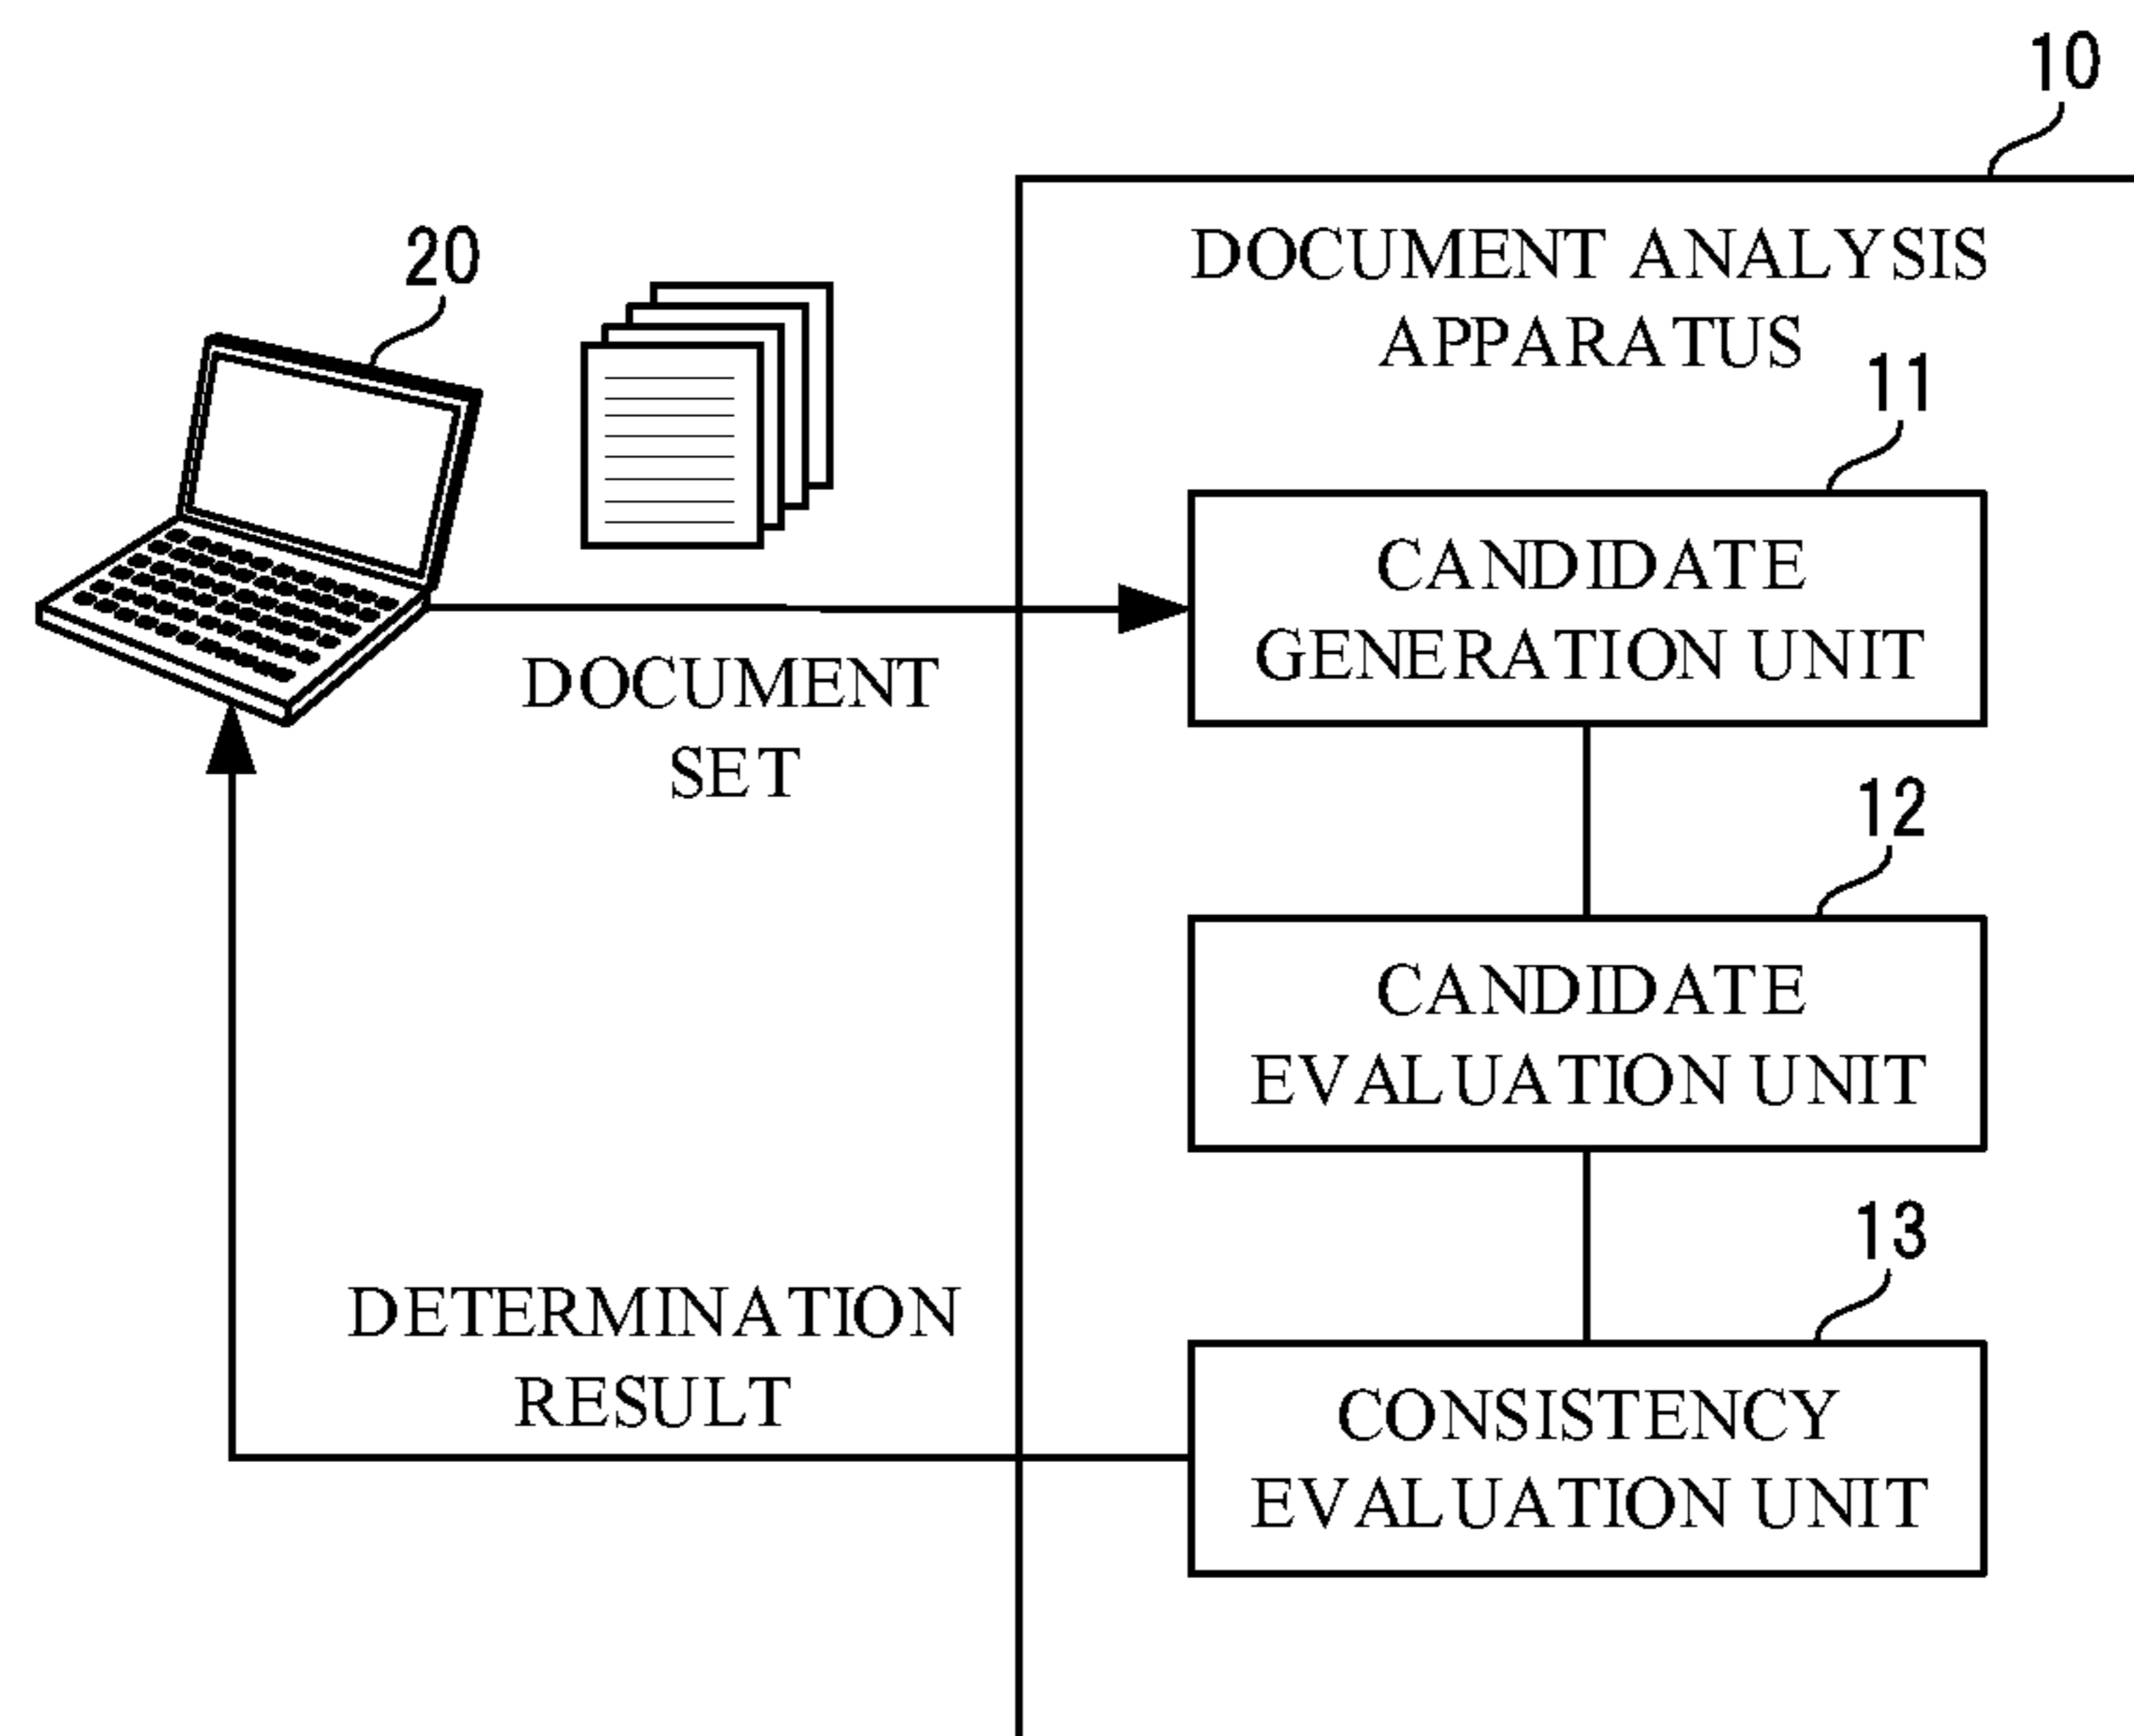 10
DOCUMENT ANALYSIS
APPARATUS
20
11
CANDIDATE
GENERATION UNIT
DOCUMENT
SET
12
CANDIDATE
EVALUATION UNIT
13
DETERMINATION
RESULT
CONSISTENCY
EVALUATION UNIT